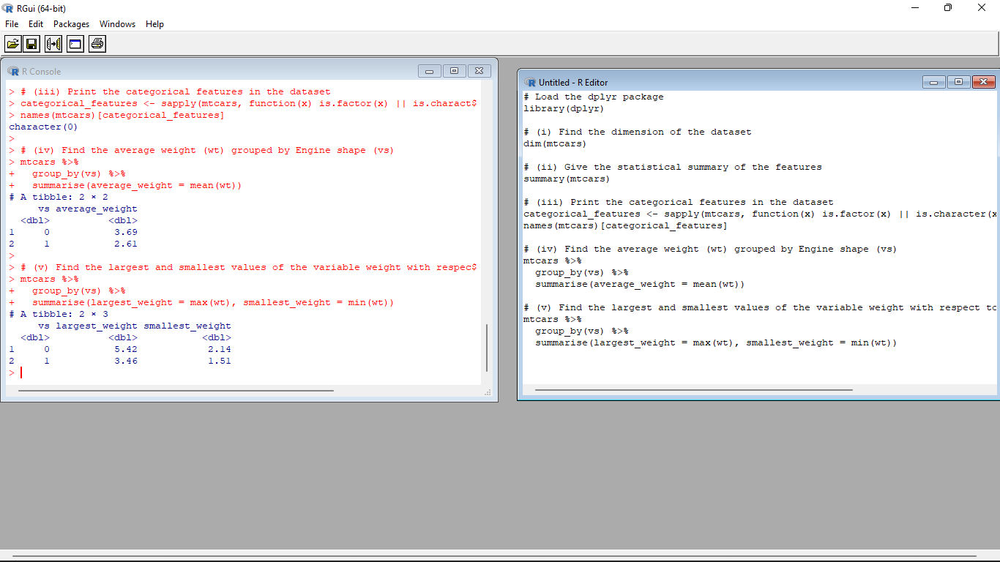 RGui (64-bit)
File Edit Packages Windows Help
R Console
> # (iii) Print the categorical features in the dataset
> categorical_features <- sapply(mtcars, function(x) is.factor(x) || is.charact$
> names(mtcars)[categorical_features]
character(0)
>
> # (iv) Find the average weight (wt) grouped by Engine shape (vs)
> mtcars %>%
+   group_by(vs) %>%
+   summarise(average_weight = mean(wt))
# A tibble: 2 × 2
     vs average_weight
  <dbl>          <dbl>
1     0           3.69
2     1           2.61
>
> # (v) Find the largest and smallest values of the variable weight with respec$
> mtcars %>%
+   group_by(vs) %>%
+   summarise(largest_weight = max(wt), smallest_weight = min(wt))
# A tibble: 2 × 3
     vs largest_weight smallest_weight
  <dbl>          <dbl>           <dbl>
1     0           5.42            2.14
2     1           3.46            1.51
>
Untitled - R Editor
# Load the dplyr package
library(dplyr)
# (i) Find the dimension of the dataset
dim(mtcars)
# (ii) Give the statistical summary of the features
summary(mtcars)
# (iii) Print the categorical features in the dataset
categorical_features <- sapply(mtcars, function(x) is.factor(x) || is.character(x
names(mtcars)[categorical_features]
# (iv) Find the average weight (wt) grouped by Engine shape (vs)
mtcars %>%
  group_by(vs) %>%
  summarise(average_weight = mean(wt))
# (v) Find the largest and smallest values of the variable weight with respect to
mtcars %>%
  group_by(vs) %>%
  summarise(largest_weight = max(wt), smallest_weight = min(wt))